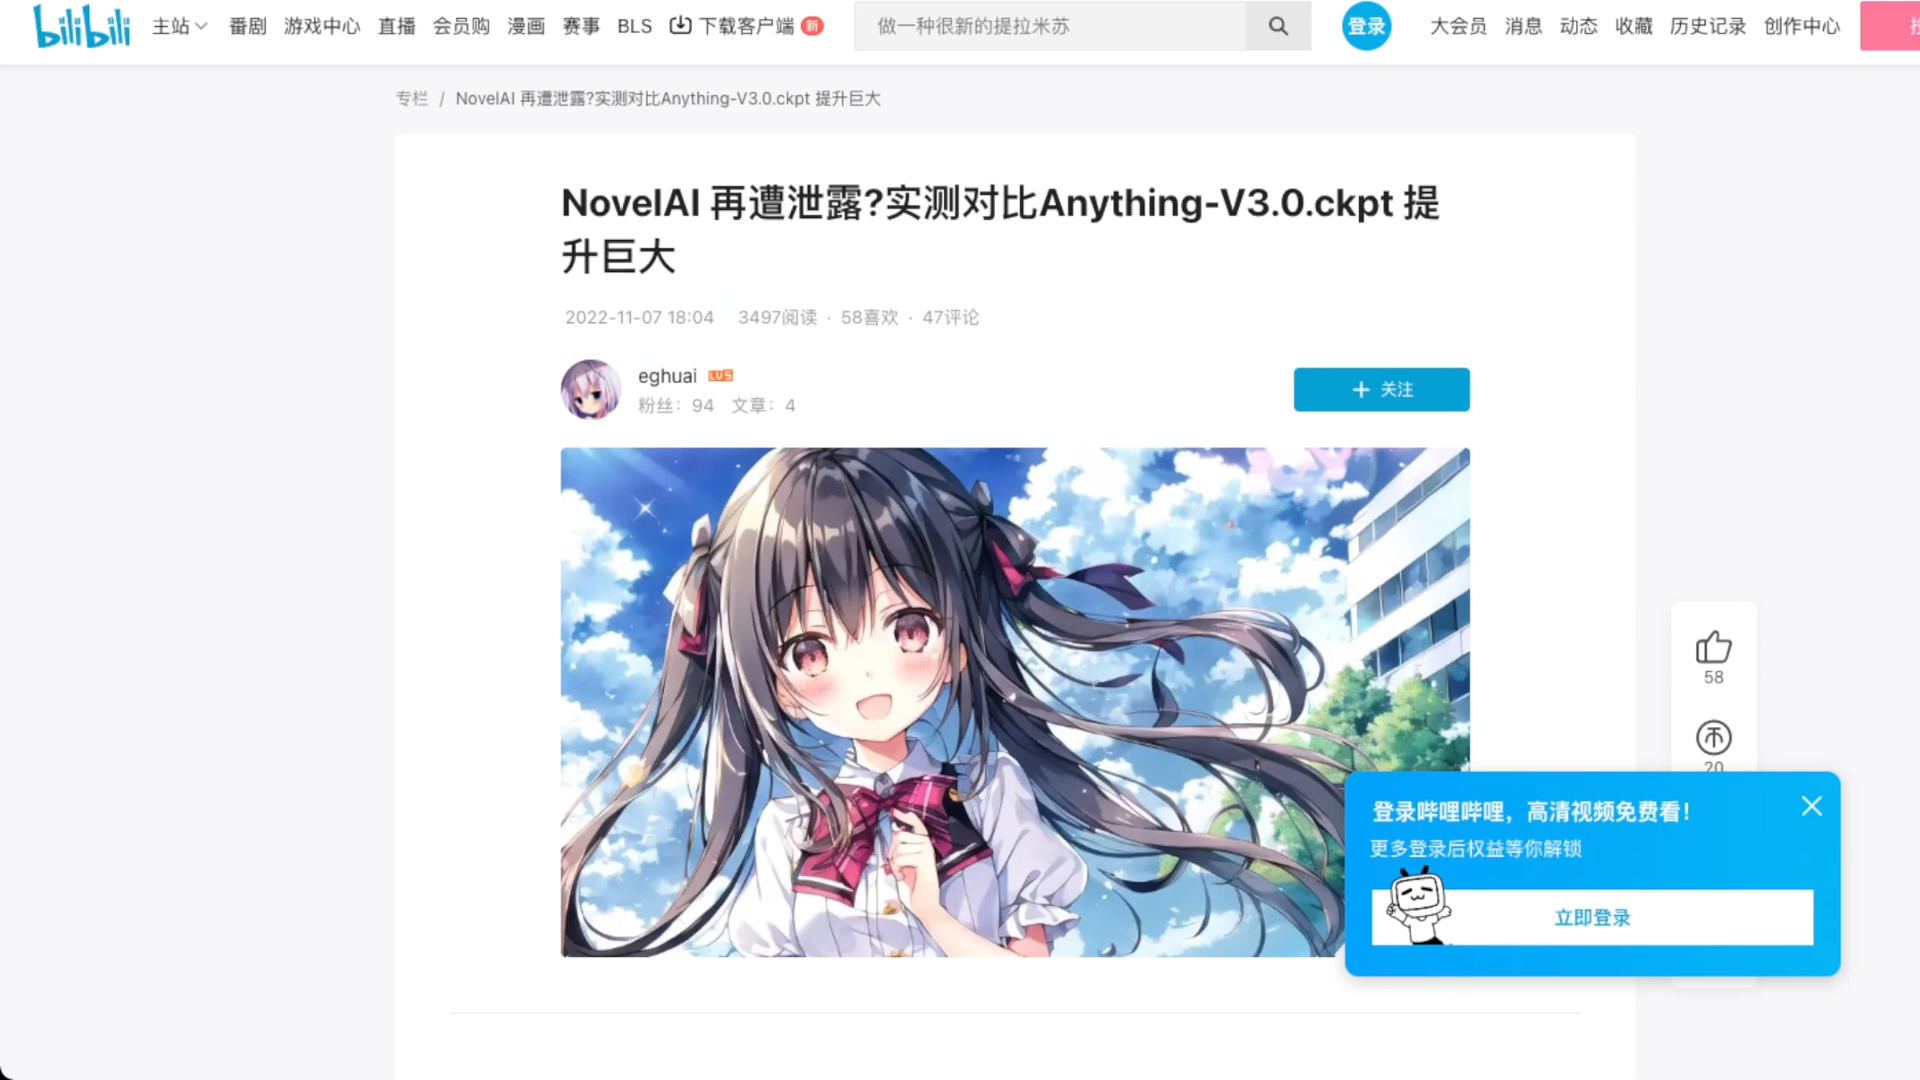 bilibili 主站 番剧 游戏中心 直播 会员购 漫画 赛事 BLS 下载客户端 新 做一种很新的提拉米苏 登录 大会员 消息 动态 收藏 历史记录 创作中心
专栏 / NovelAI 再遭泄露?实测对比Anything-V3.0.ckpt 提升巨大
NovelAI 再遭泄露?实测对比Anything-V3.0.ckpt 提
升巨大
2022-11-07 18:04 3497阅读 · 58喜欢 · 47评论
eghuai LV5
粉丝：94 文章：4
+ 关注
58
20
登录哔哩哔哩，高清视频免费看！
更多登录后权益等你解锁
立即登录